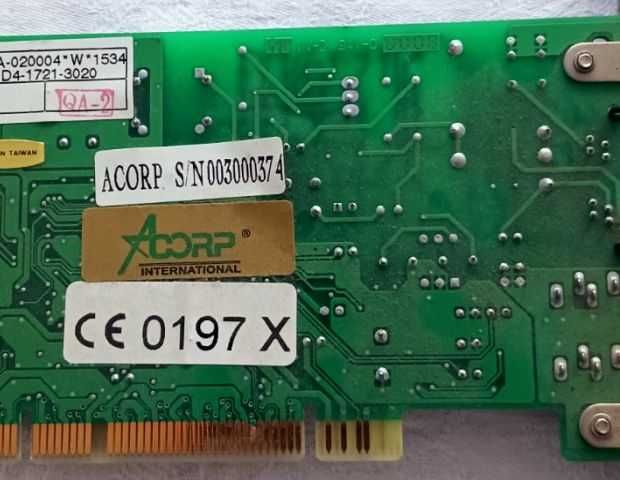 A-020004*W*1534
D4-1721-3020
QA-2
N TAIWAN
ACORP S/N003000374
ACORP ®
INTERNATIONAL
CE 0197 X